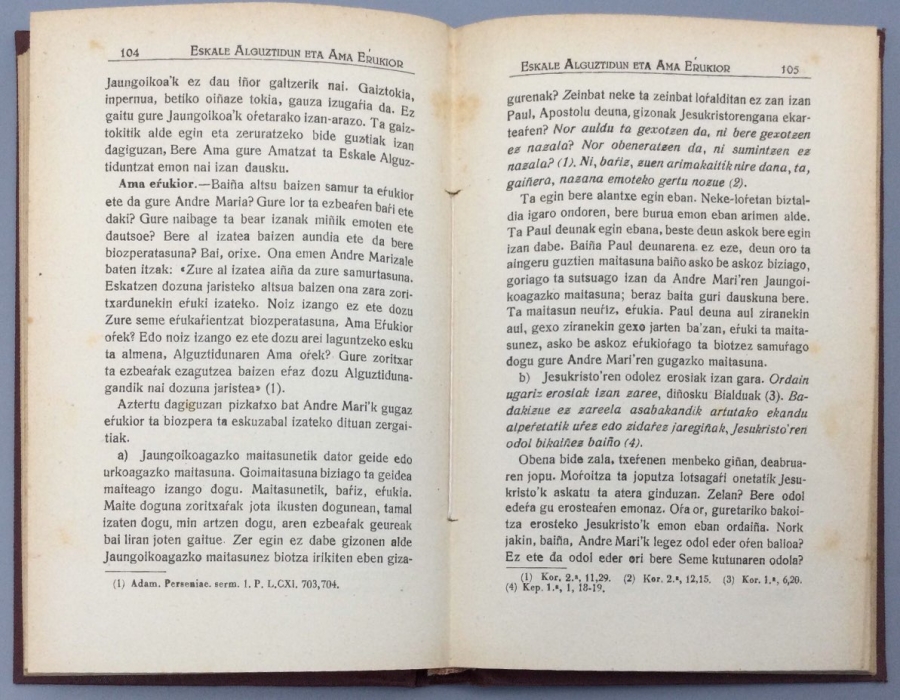 104 ESKALE ALGUZTIDUN ETA AMA EŔUKIOR
Jaungoikoa'k ez dau iñor galtzerik nai. Gaiztokia,
inpernua, betiko oiñaze tokia, gauza izugaŕia da. Ez
gaitu gure Jaungoikoa'k oŕetarako izan-arazo. Ta gaiz-
tokitik alde egin eta zeruratzeko bide guztiak izan
dagiguzan, Bere Ama gure Amatzat ta Eskale Alguz-
tiduntzat emon nai izan dausku.
Ama eŕukior.—Baiña altsu baizen samur ta eŕukior
ete da gure Andre Maria? Gure lor ta ezbeaŕen baŕi ete
daki? Gure naibage ta bear izanak miñik emoten ete
dautsoe? Bere al izatea baizen aundia ete da bere
biozperatasuna? Bai, orixe. Ona emen Andre Marizale
baten itzak: «Zure al izatea aiña da zure samurtasuna.
Eskatzen dozuna jaristeko altsua baizen ona zara zori-
txardunekin eŕuki izateko. Noiz izango ez ete dozu
Zure seme eŕukaŕientzat biozperatasuna, Ama Eŕukior
oŕek? Edo noiz izango ez ete dozu arei laguntzeko esku
ta almena, Alguztidunaren Ama oŕek? Gure zoritxar
ta ezbeaŕak ezagutzea baizen eŕaz dozu Alguztiduna-
gandik nai dozuna jaristea» (1).
Aztertu dagiguzan pizkatxo bat Andre Mari'k gugaz
eŕukior ta biozpera ta eskuzabal izateko dituan zergai-
tiak.
a) Jaungoikoagazko maitasunetik dator geide edo
urkoagazko maitasuna. Goimaitasuna biziago ta geidea
maiteago izango dogu. Maitasunetik, baŕiz, eŕukia.
Maite doguna zoritxaŕak jota ikusten dogunean, tamal
izaten dogu, min artzen dogu, aren ezbeaŕak geureak
bai liran joten gaitue. Zer egin ez dabe gizonen alde
Jaungoikoagazko maitasunez biotza irikiten eben giza-
(1) Adam. Perseniac. serm. 1. P. L.CXI. 703,704.
ESKALE ALGUZTIDUN ETA AMA EŔUKIOR 105
gurenak? Zeinbat neke ta zeinbat loŕalditan ez zan izan
Paul, Apostolu deuna, gizonak Jesukristorengana ekar-
teaŕen? Nor auldu ta gexotzen da, ni bere gexotzen
ez nazala? Nor obeneratzen da, ni sumintzen ez
nazala? (1). Ni, baŕiz, zuen arimakaitik nire dana, ta,
gaiñera, nazana emoteko gertu nozue (2).
Ta egin bere alantxe egin eban. Neke-loŕetan biztal-
dia igaro ondoren, bere burua emon eban arimen alde.
Ta Paul deunak egin ebana, beste deun askok bere egin
izan dabe. Baiña Paul deunarena ez eze, deun oro ta
aingeru guztien maitasuna baiño asko be askoz biziago,
goriago ta sutsuago izan da Andre Mari'ren Jaungoi-
koagazko maitasuna; beraz baita guri dauskuna bere.
Ta maitasun neuŕiz, eŕukia. Paul deuna aul ziranekin
aul, gexo ziranekin gexo jarten ba'zan, eŕuki ta maita-
sunez, asko be askoz eŕukioŕago ta biotzez samuŕago
dogu gure Andre Mari'ren gugazko maitasuna.
b) Jesukristo'ren odolez erosiak izan gara. Ordain
ugariz erosiak izan zaree, diñosku Bialduak (3). Ba-
dakizue ez zareela asabakandik artutako ekandu
alpeŕetatik uŕez edo zidaŕez jaregiñak, Jesukristo'ren
odol bikaiñez baiño (4).
Obena bide zala, txeŕenen menbeko giñan, deabrua-
ren jopu. Moŕoitza ta joputza lotsagaŕi onetatik Jesu-
kristo'k askatu ta atera ginduzan. Zelan? Bere odol
edeŕa gu erosteaŕen emonaz. Oŕa or, guretariko bakoi-
tza erosteko Jesukristo'k emon eban ordaiña. Nork
jakin, baiña, Andre Mari'k legez odol eder oŕen balioa?
Ez ete da odol eder ori bere Seme kutunaren odola?
(1) Kor. 2.ª, 11,29. (2) Kor. 2.ª, 12,15. (3) Kor. 1.ª, 6,20.
(4) Kep. 1.ª, 1, 18-19.